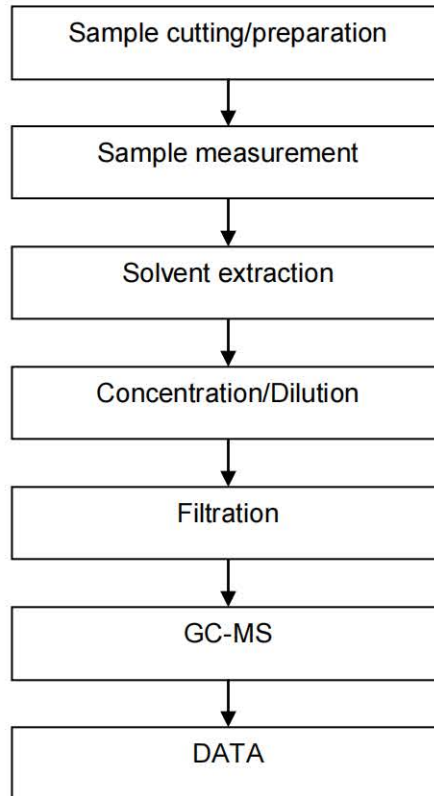 Sample cutting/preparation
Sample measurement
Solvent extraction
Concentration/Dilution
Filtration
GC-MS
DATA